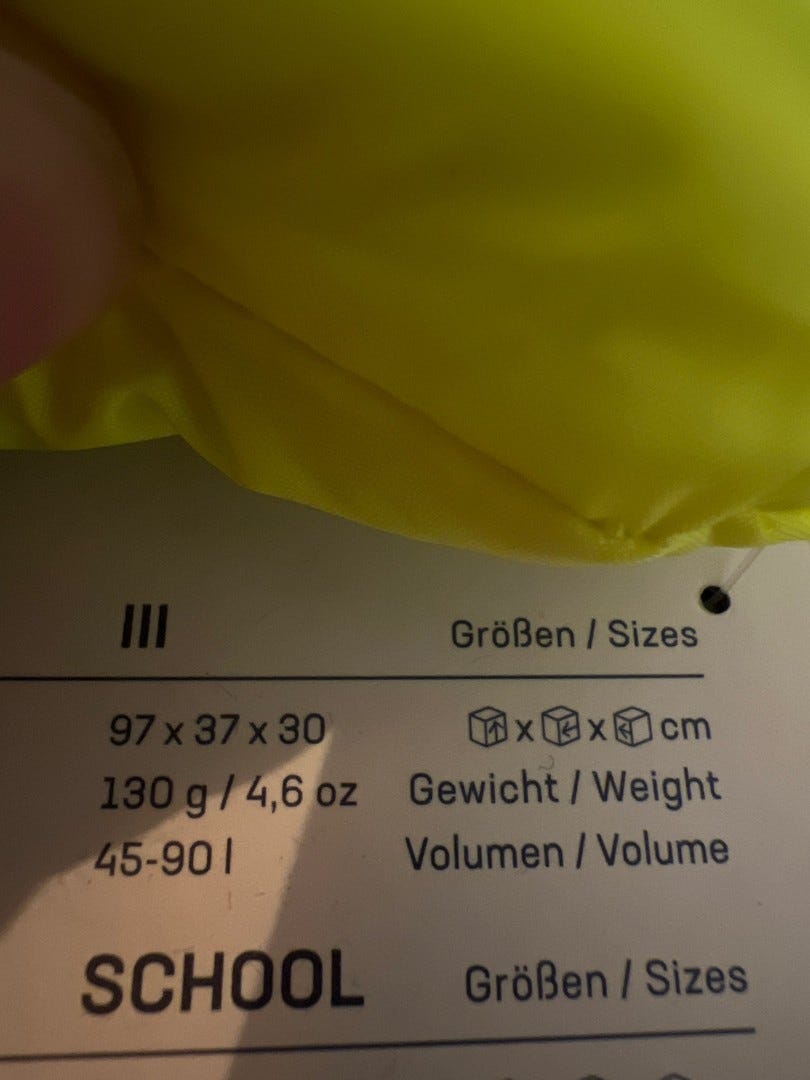 III Größen / Sizes
97 x 37 x 30 x x cm
130 g / 4,6 oz Gewicht / Weight
45-90 l Volumen / Volume
SCHOOL Größen / Sizes